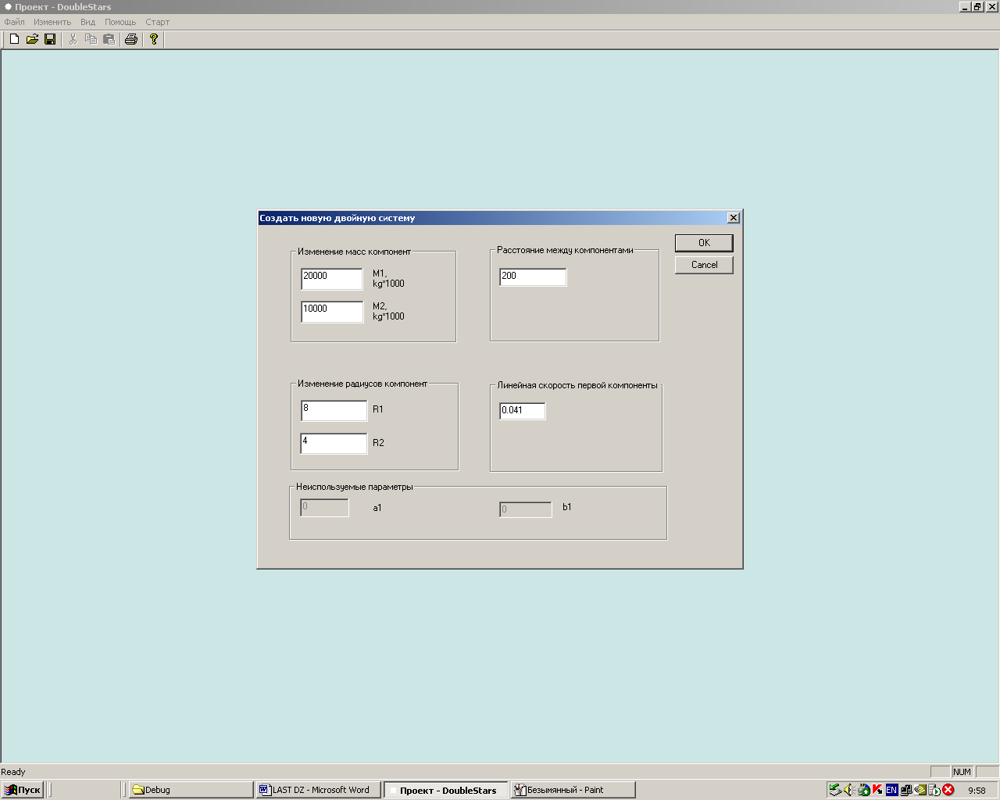 Проект - DoubleStars
Файл Изменить Вид Помощь Старт
Создать новую двойную систему
OK
Cancel
Изменение масс компонент
20000
M1,
kg*1000
10000
M2,
kg*1000
Расстояние между компонентами
200
Изменение радиусов компонент
8
R1
4
R2
Линейная скорость первой компоненты
0.041
Неиспользуемые параметры
0
a1
0
b1
Ready
NUM
Пуск
Debug
LAST DZ - Microsoft Word
Проект - DoubleStars
Безымянный - Paint
EN
9:58